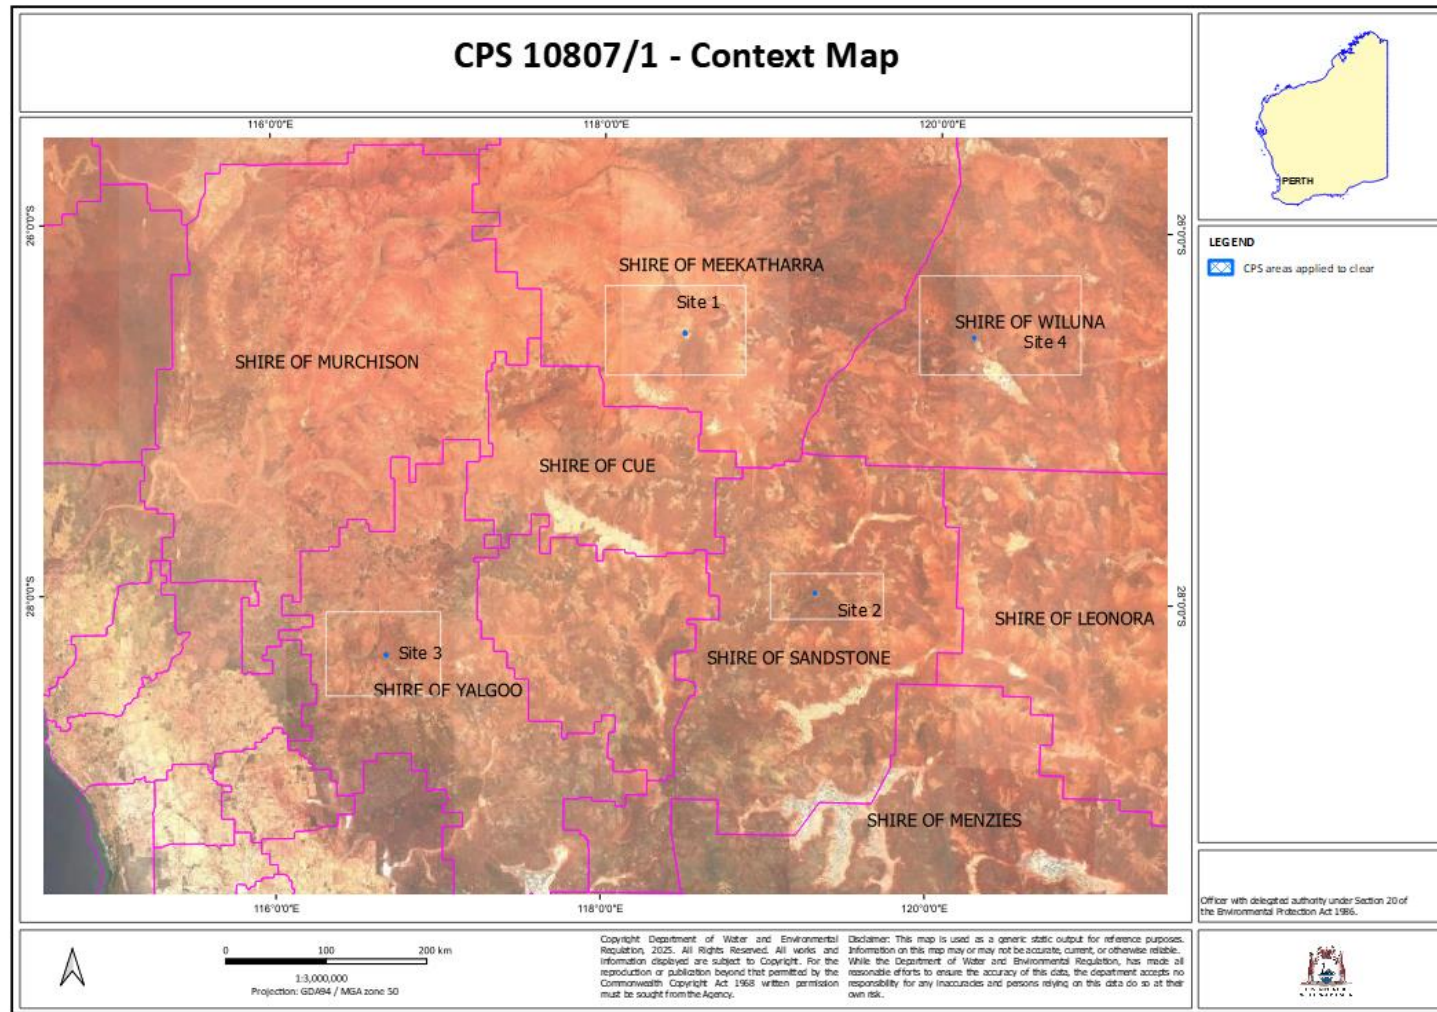 CPS 10807/1 - Context Map
PERTH
116°0'0"E
118°0'0"E
120°0'0"E
26°0'0"S
26°0'0"S
SHIRE OF MEEKATHARRA
Site 1
SHIRE OF WILUNA
Site 4
SHIRE OF MURCHISON
SHIRE OF CUE
28°0'0"S
28°0'0"S
Site 2
SHIRE OF LEONORA
Site 3
SHIRE OF SANDSTONE
SHIRE OF YALGOO
SHIRE OF MENZIES
116°0'0"E
118°0'0"E
120°0'0"E
LEGEND
CPS areas applied to clear
Officer with delegated authority under Section 20 of
the Environmental Protection Act 1986.
0 100 200 km
1:3,000,000
Projection: GDA94 / MGA zone 50
Copyright Department of Water and Environmental
Regulation, 2025. All Rights Reserved. All works and
information displayed are subject to Copyright. For the
reproduction or publication beyond that permitted by the
Commonwealth Copyright Act 1968 written permission
must be sought from the Agency.
Disclaimer: This map is used as a generic static output for reference purposes.
Information on this map may or may not be accurate, current, or otherwise reliable.
While the Department of Water and Environmental Regulation, has made all
reasonable efforts to ensure the accuracy of this data, the department accepts no
responsibility for any inaccuracies and persons relying on this data do so at their
own risk.